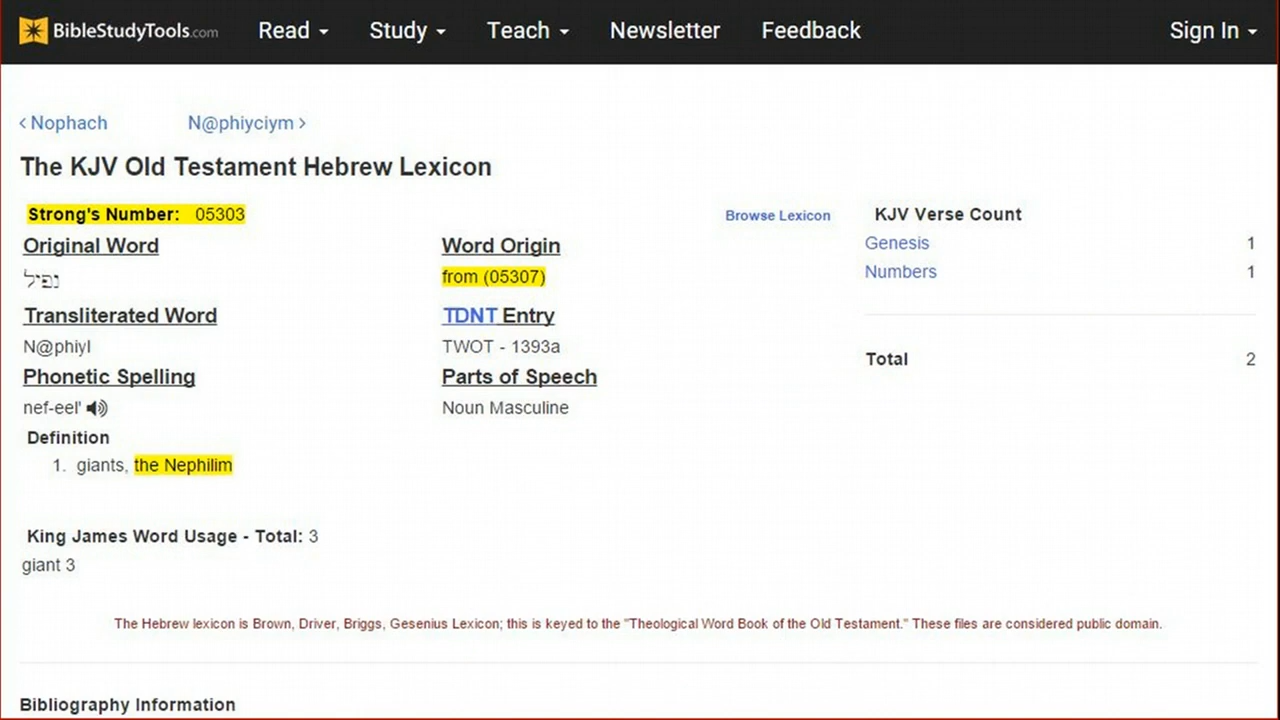 BibleStudyTools.com Read Study Teach Newsletter Feedback Sign In
‹ Nophach N@phiyciym ›
The KJV Old Testament Hebrew Lexicon
Strong's Number: 05303
Original Word
נפיל
Transliterated Word
N@phiyl
Phonetic Spelling
nef-eel'
Word Origin
from (05307)
TDNT Entry
TWOT - 1393a
Parts of Speech
Noun Masculine
Definition
1. giants, the Nephilim
King James Word Usage - Total: 3
giant 3
Browse Lexicon
KJV Verse Count
Genesis 1
Numbers 1
Total 2
The Hebrew lexicon is Brown, Driver, Briggs, Gesenius Lexicon; this is keyed to the "Theological Word Book of the Old Testament." These files are considered public domain.
Bibliography Information